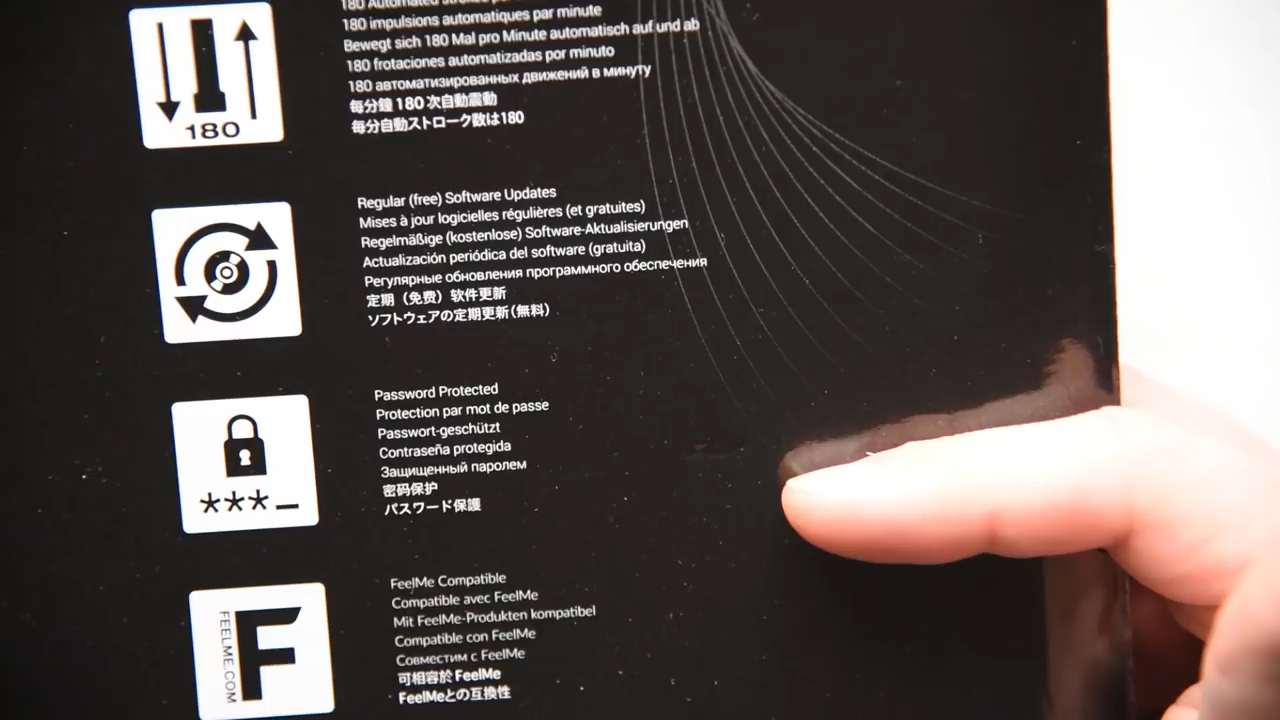 180 Automated
180 impulsions automatiques par minute
Bewegt sich 180 Mal pro Minute automatisch auf und ab
180 frotaciones automatizadas por minuto
180 автоматизированных движений в минуту
每分鐘 180 次自動震動
毎分自動ストローク数は180
180
Regular (free) Software Updates
Mises à jour logicielles régulières (et gratuites)
Regelmäßige (kostenlose) Software-Aktualisierungen
Actualización periódica del software (gratuita)
Регулярные обновления программного обеспечения
定期（免费）软件更新
ソフトウェアの定期更新(無料)
Password Protected
Protection par mot de passe
Passwort-geschützt
Contraseña protegida
Защищенный паролем
密码保护
パスワード保護
***_
FeelMe Compatible
Compatible avec FeelMe
Mit FeelMe-Produkten kompatibel
Compatible con FeelMe
Совместим с FeelMe
可相容於 FeelMe
FeelMeとの互換性
FEELME.COM
F